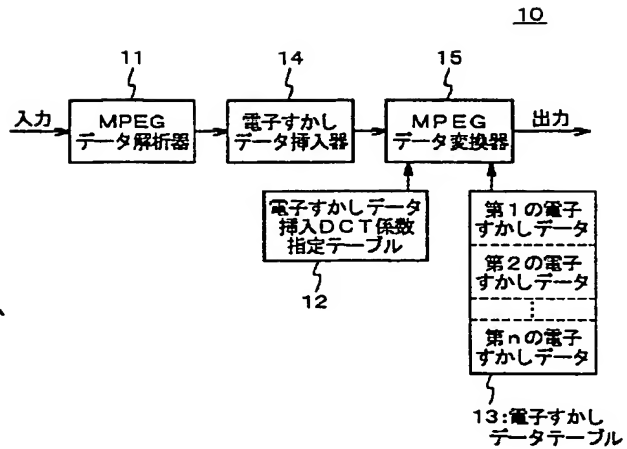 10
11
14
15
入力
MPEG
データ解析器
電子すかし
データ挿入器
MPEG
データ変換器
出力
電子すかしデータ
挿入DCT係数
指定テーブル
12
第1の電子
すかしデータ
第2の電子
すかしデータ
⋮
第nの電子
すかしデータ
13:電子すかし
データテーブル